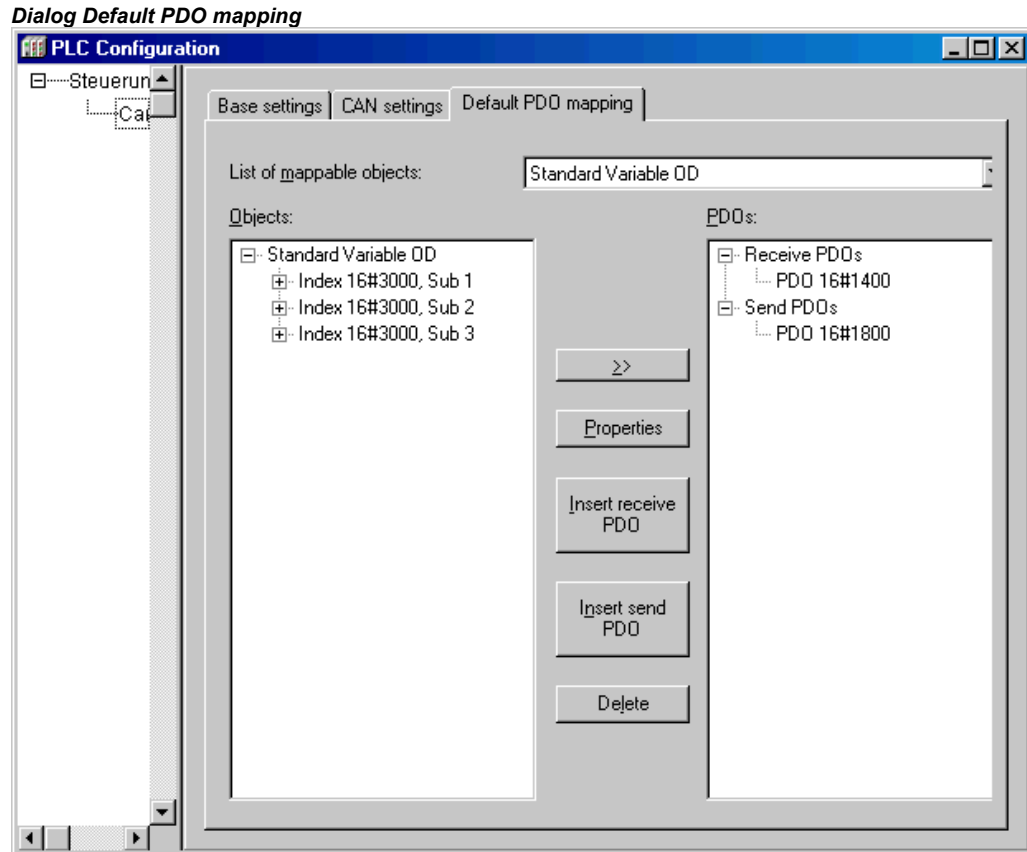 Dialog Default PDO mapping
PLC Configuration
Steuerun
Ca
Base settings
CAN settings
Default PDO mapping
List of mappable objects:
Standard Variable OD
Objects:
PDOs:
Standard Variable OD
Index 16#3000, Sub 1
Index 16#3000, Sub 2
Index 16#3000, Sub 3
Receive PDOs
PDO 16#1400
Send PDOs
PDO 16#1800
>>
Properties
Insert receive
PDO
Insert send
PDO
Delete